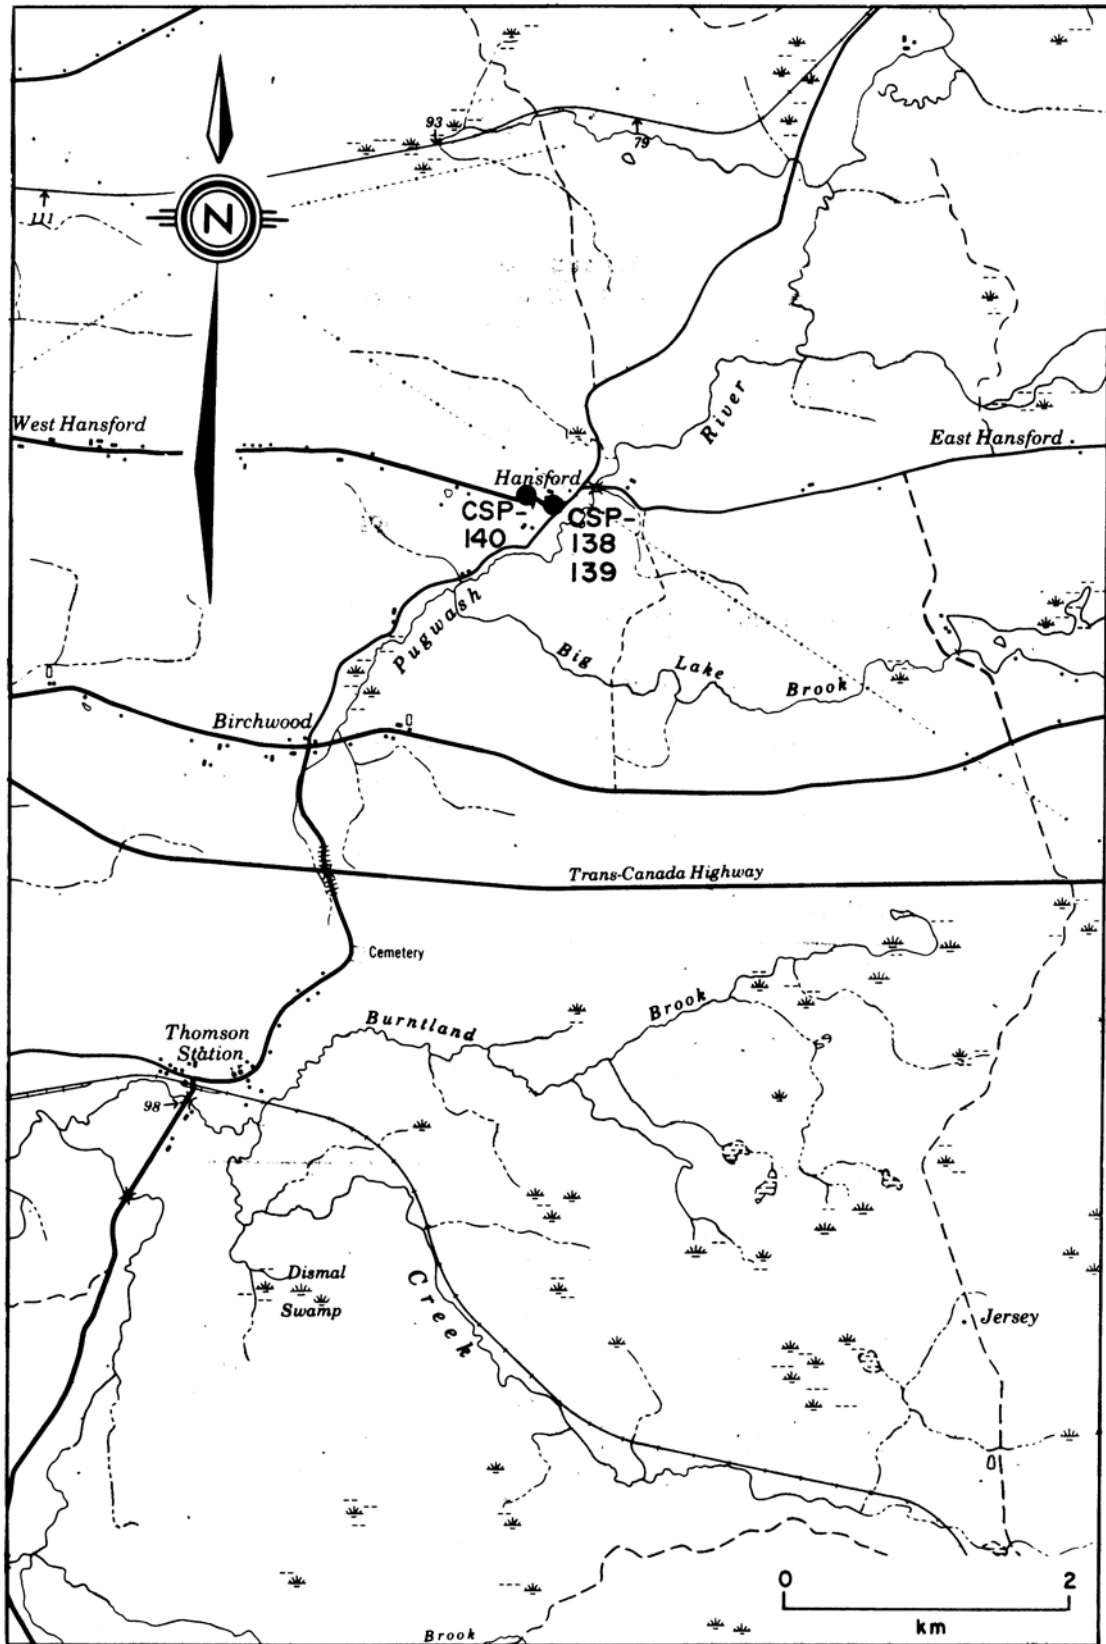 93
79
111
N
River
West Hansford
East Hansford
Hansford
CSP-
140
CSP-
138
139
Pugwash
Big Lake Brook
Birchwood
Trans-Canada Highway
Cemetery
Burntland Brook
Thomson
Station
98
Dismal
Swamp
Creek
Jersey
0 2
km
Brook